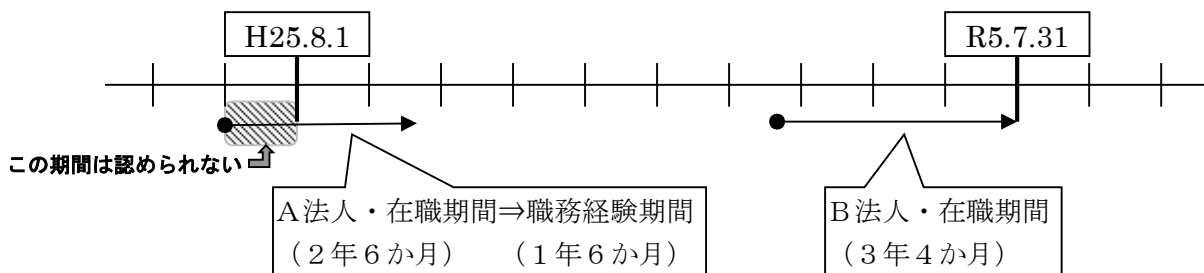 H25.8.1
R5.7.31
この期間は認められない
A法人・在職期間⇒職務経験期間
(2年6か月) (1年6か月)
B法人・在職期間
(3年4か月)